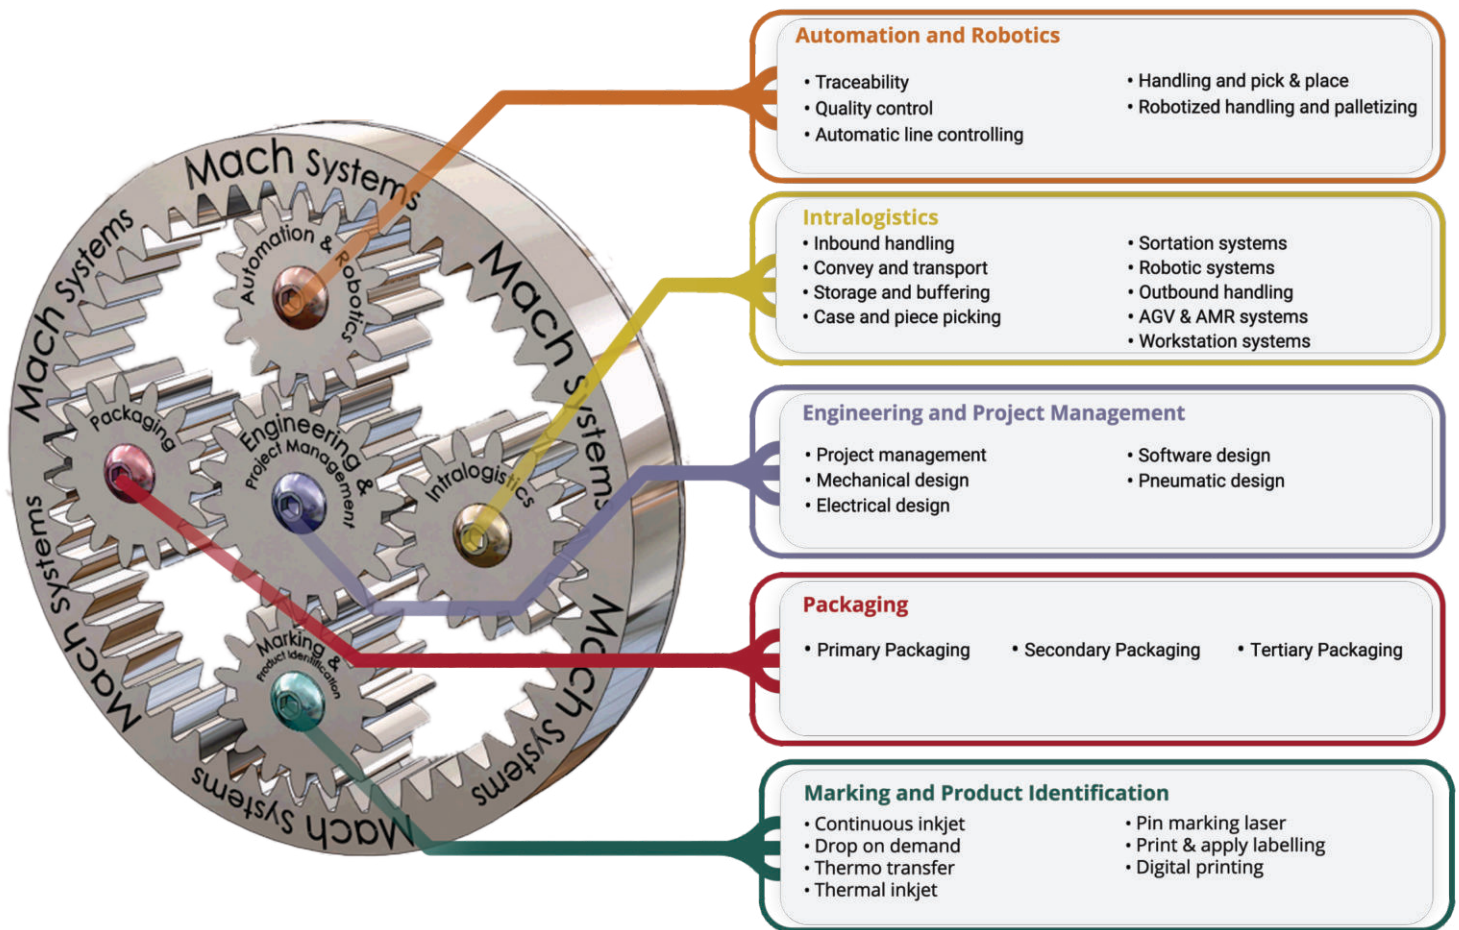 Mach Systems
Mach Systems
Mach Systems
Mach Systems
Mach Systems
Mach Systems
Automation & Robotics
Packaging
Engineering &
Project Management
Intralogistics
Marking &
Product Identification
Automation and Robotics
• Traceability
• Quality control
• Automatic line controlling
• Handling and pick & place
• Robotized handling and palletizing
Intralogistics
• Inbound handling
• Convey and transport
• Storage and buffering
• Case and piece picking
• Sortation systems
• Robotic systems
• Outbound handling
• AGV & AMR systems
• Workstation systems
Engineering and Project Management
• Project management
• Mechanical design
• Electrical design
• Software design
• Pneumatic design
Packaging
• Primary Packaging
• Secondary Packaging
• Tertiary Packaging
Marking and Product Identification
• Continuous inkjet
• Drop on demand
• Thermo transfer
• Thermal inkjet
• Pin marking laser
• Print & apply labelling
• Digital printing